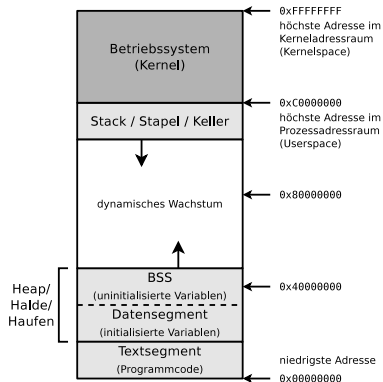 0xFFFFFFFF
höchste Adresse im
Kerneladressraum
(Kernelspace)
Betriebssystem
(Kernel)
0xC0000000
höchste Adresse im
Prozessadressraum
(Userspace)
Stack / Stapel / Keller
dynamisches Wachstum
0x80000000
Heap/
Halde/
Haufen
BSS
(uninitialisierte Variablen)
0x40000000
Datensegment
(initialisierte Variablen)
Textsegment
(Programmcode)
niedrigste Adresse
0x00000000